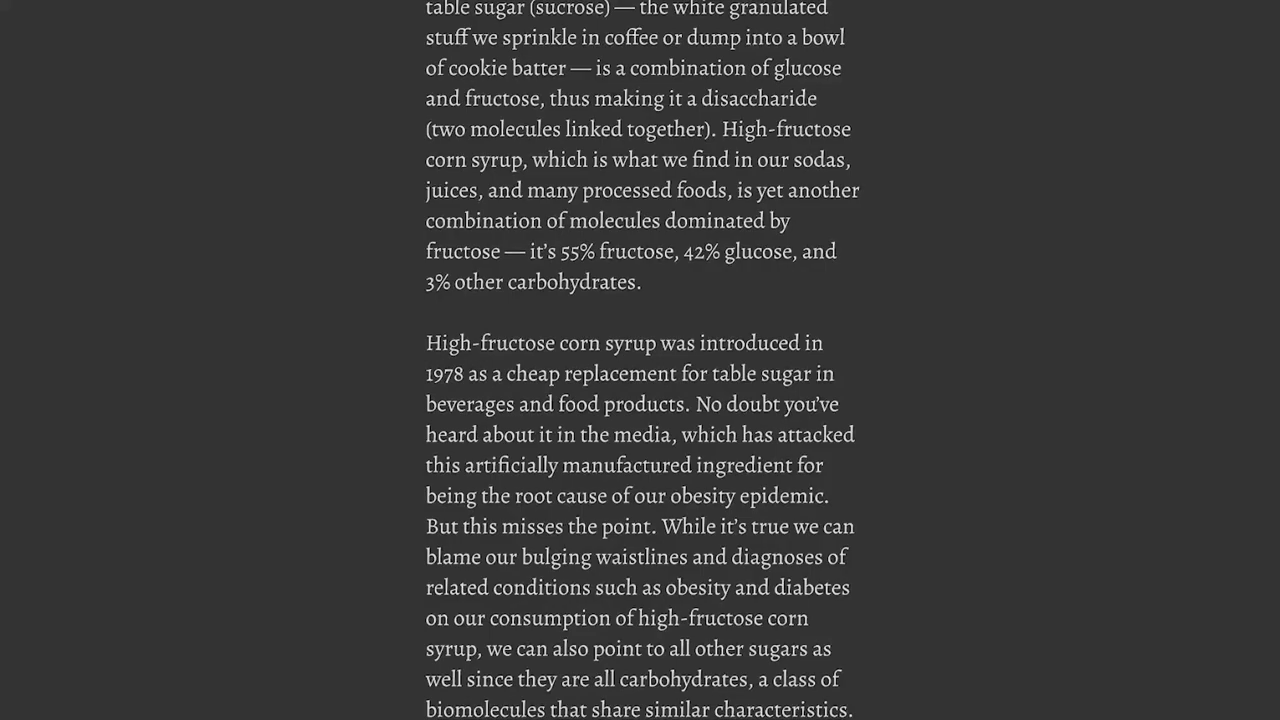 table sugar (sucrose) — the white granulated
stuff we sprinkle in coffee or dump into a bowl
of cookie batter — is a combination of glucose
and fructose, thus making it a disaccharide
(two molecules linked together). High-fructose
corn syrup, which is what we find in our sodas,
juices, and many processed foods, is yet another
combination of molecules dominated by
fructose — it’s 55% fructose, 42% glucose, and
3% other carbohydrates.
High-fructose corn syrup was introduced in
1978 as a cheap replacement for table sugar in
beverages and food products. No doubt you’ve
heard about it in the media, which has attacked
this artificially manufactured ingredient for
being the root cause of our obesity epidemic.
But this misses the point. While it’s true we can
blame our bulging waistlines and diagnoses of
related conditions such as obesity and diabetes
on our consumption of high-fructose corn
syrup, we can also point to all other sugars as
well since they are all carbohydrates, a class of
biomolecules that share similar characteristics.